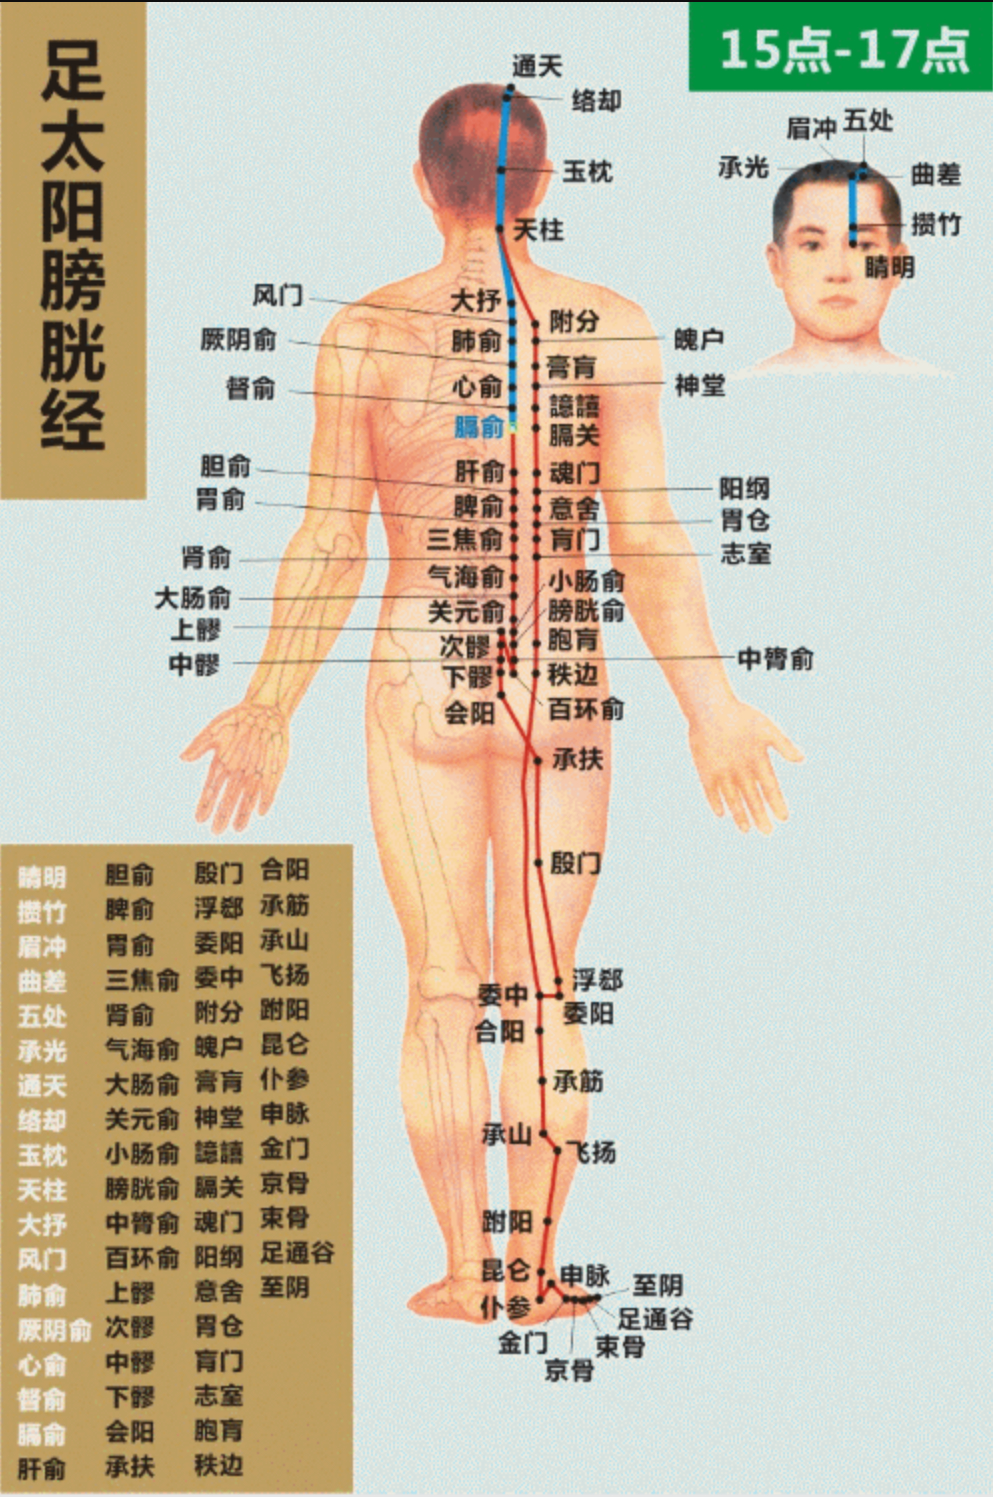 足太阳膀胱经
15点-17点
通天
络却
玉枕
天柱
眉冲
五处
承光
曲差
攒竹
睛明
风门
大抒
附分
厥阴俞
肺俞
魄户
膏肓
督俞
心俞
神堂
譩譆
膈俞
膈关
胆俞
肝俞
魂门
阳纲
胃俞
脾俞
意舍
胃仓
三焦俞
肓门
肾俞
志室
气海俞
小肠俞
大肠俞
关元俞
膀胱俞
上髎
次髎
胞肓
中髎
中膂俞
下髎
秩边
会阳
百环俞
承扶
殷门
浮郄
委中
委阳
合阳
承筋
承山
飞扬
跗阳
昆仑
申脉
至阴
仆参
足通谷
金门
束骨
京骨
睛明 胆俞 殷门 合阳
攒竹 脾俞 浮郄 承筋
眉冲 胃俞 委阳 承山
曲差 三焦俞 委中 飞扬
五处 肾俞 附分 跗阳
承光 气海俞 魄户 昆仑
通天 大肠俞 膏肓 仆参
络却 关元俞 神堂 申脉
玉枕 小肠俞 譩譆 金门
天柱 膀胱俞 膈关 京骨
大抒 中膂俞 魂门 束骨
风门 百环俞 阳纲 足通谷
肺俞 上髎 意舍 至阴
厥阴俞 次髎 胃仓
心俞 中髎 肓门
督俞 下髎 志室
膈俞 会阳 胞肓
肝俞 承扶 秩边